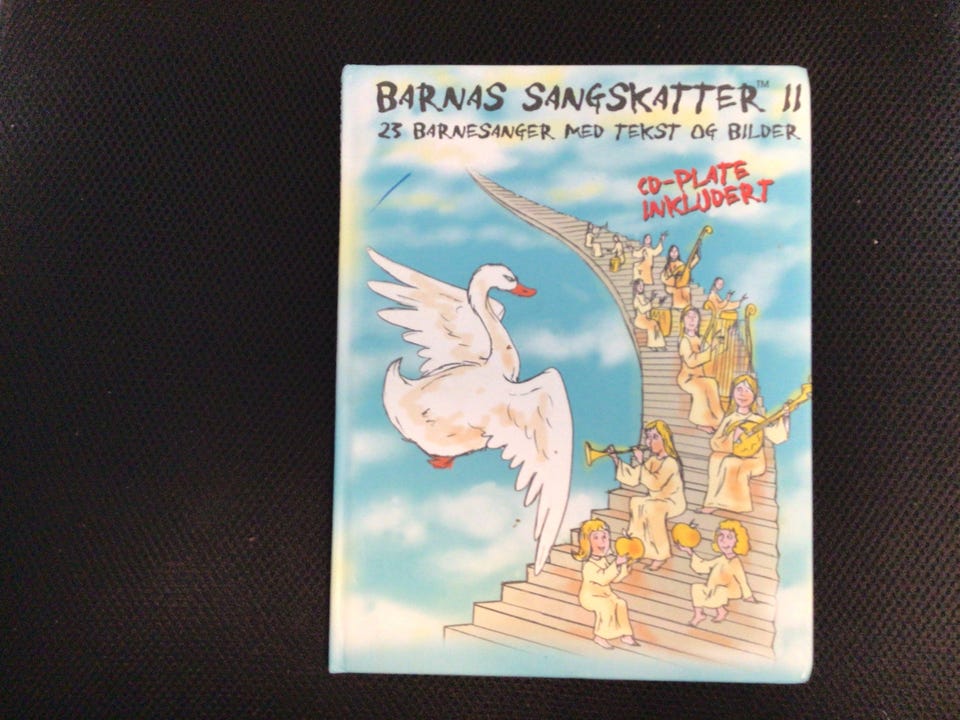 BARNAS SANGSKATTER™ II
23 BARNESANGER MED TEKST OG BILDER
CD-PLATE
INKLUDERT